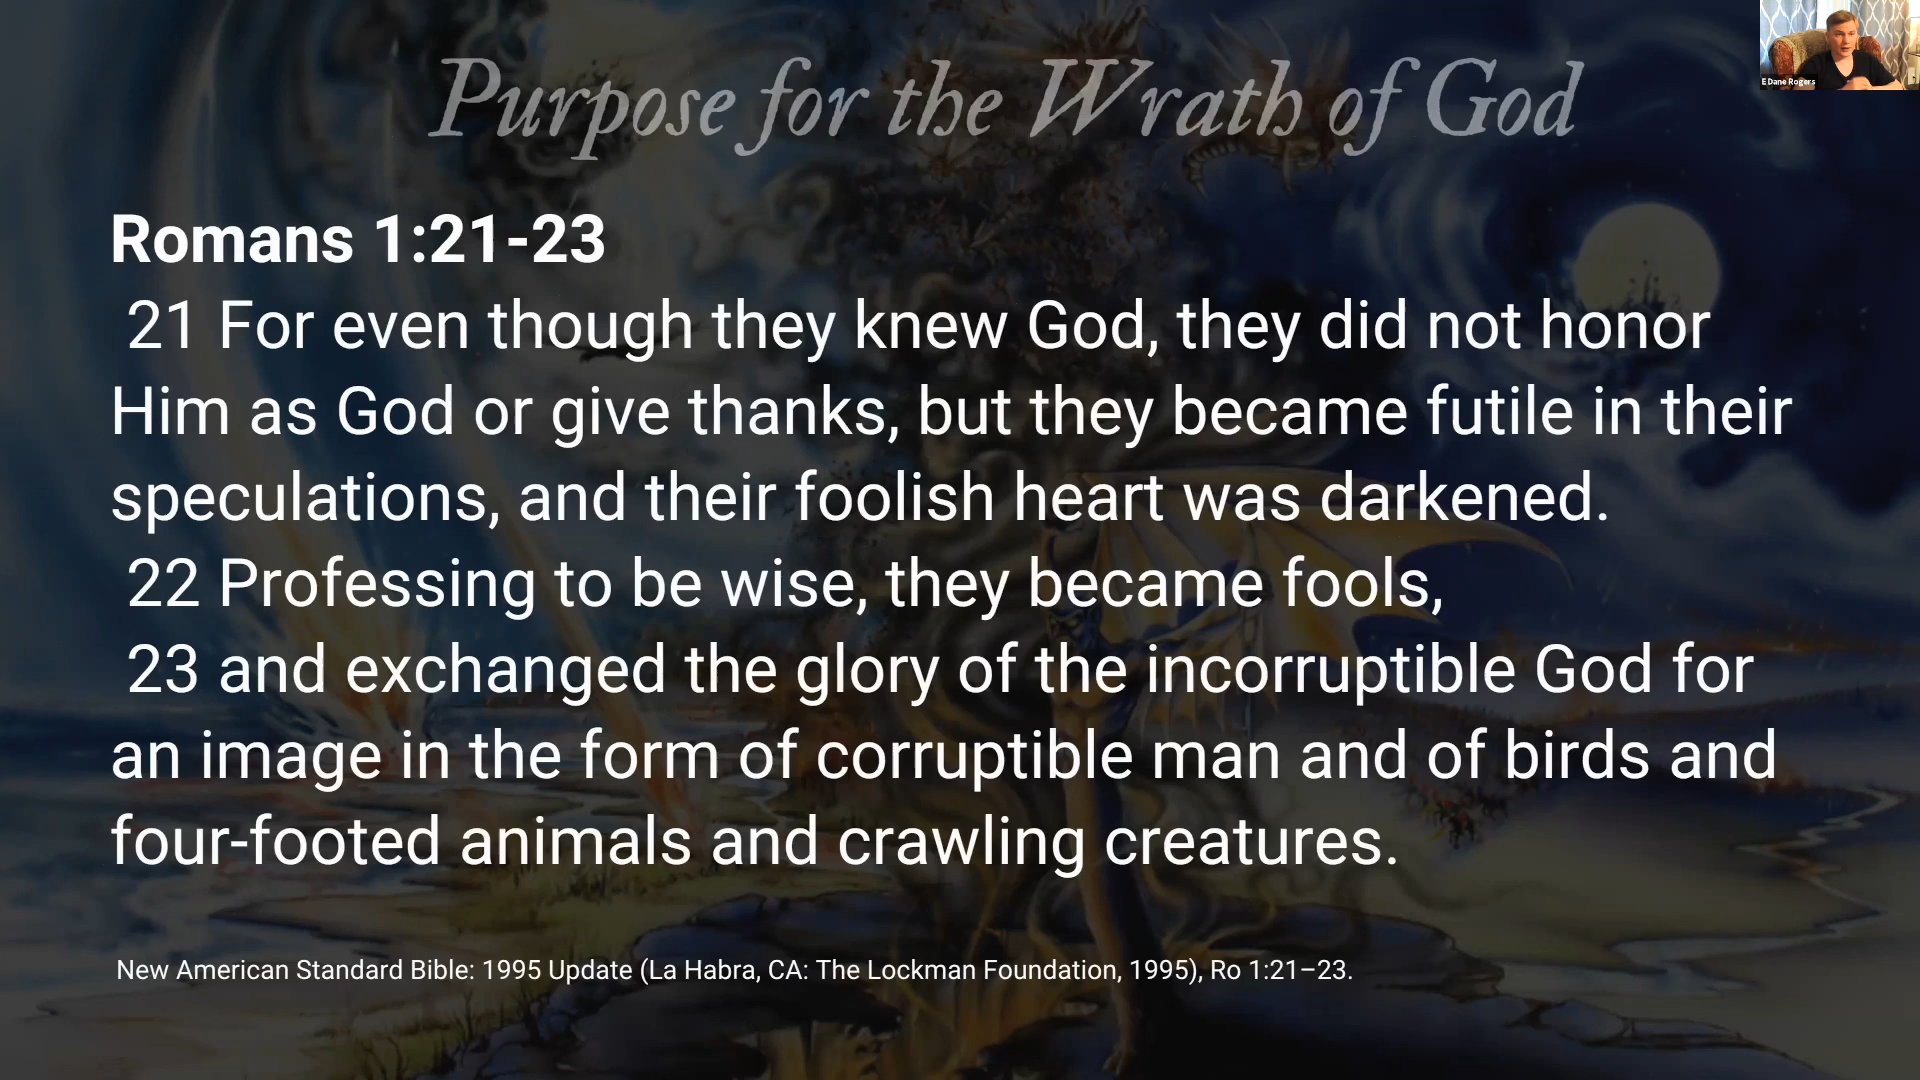 Purpose for the Wrath of God
E Dane Rogers
Romans 1:21-23
21 For even though they knew God, they did not honor
Him as God or give thanks, but they became futile in their
speculations, and their foolish heart was darkened.
22 Professing to be wise, they became fools,
23 and exchanged the glory of the incorruptible God for
an image in the form of corruptible man and of birds and
four-footed animals and crawling creatures.
New American Standard Bible: 1995 Update (La Habra, CA: The Lockman Foundation, 1995), Ro 1:21–23.